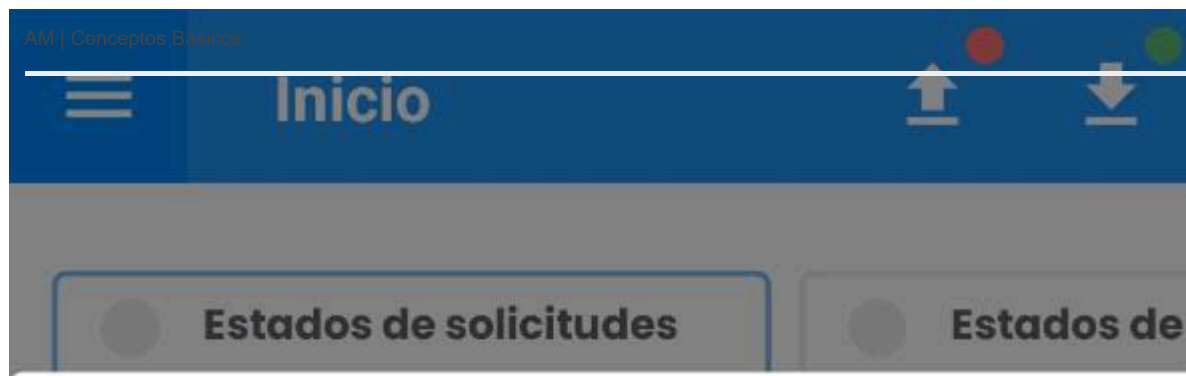 AM | Conceptos Básicos
Inicio
Estados de solicitudes
Estados de